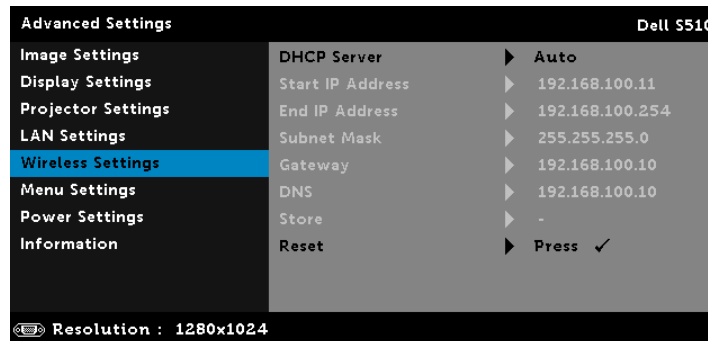 Advanced Settings Dell S510
Image Settings
Display Settings
Projector Settings
LAN Settings
Wireless Settings
Menu Settings
Power Settings
Information
DHCP Server Auto
Start IP Address 192.168.100.11
End IP Address 192.168.100.254
Subnet Mask 255.255.255.0
Gateway 192.168.100.10
DNS 192.168.100.10
Store -
Reset Press ✓
Resolution : 1280x1024